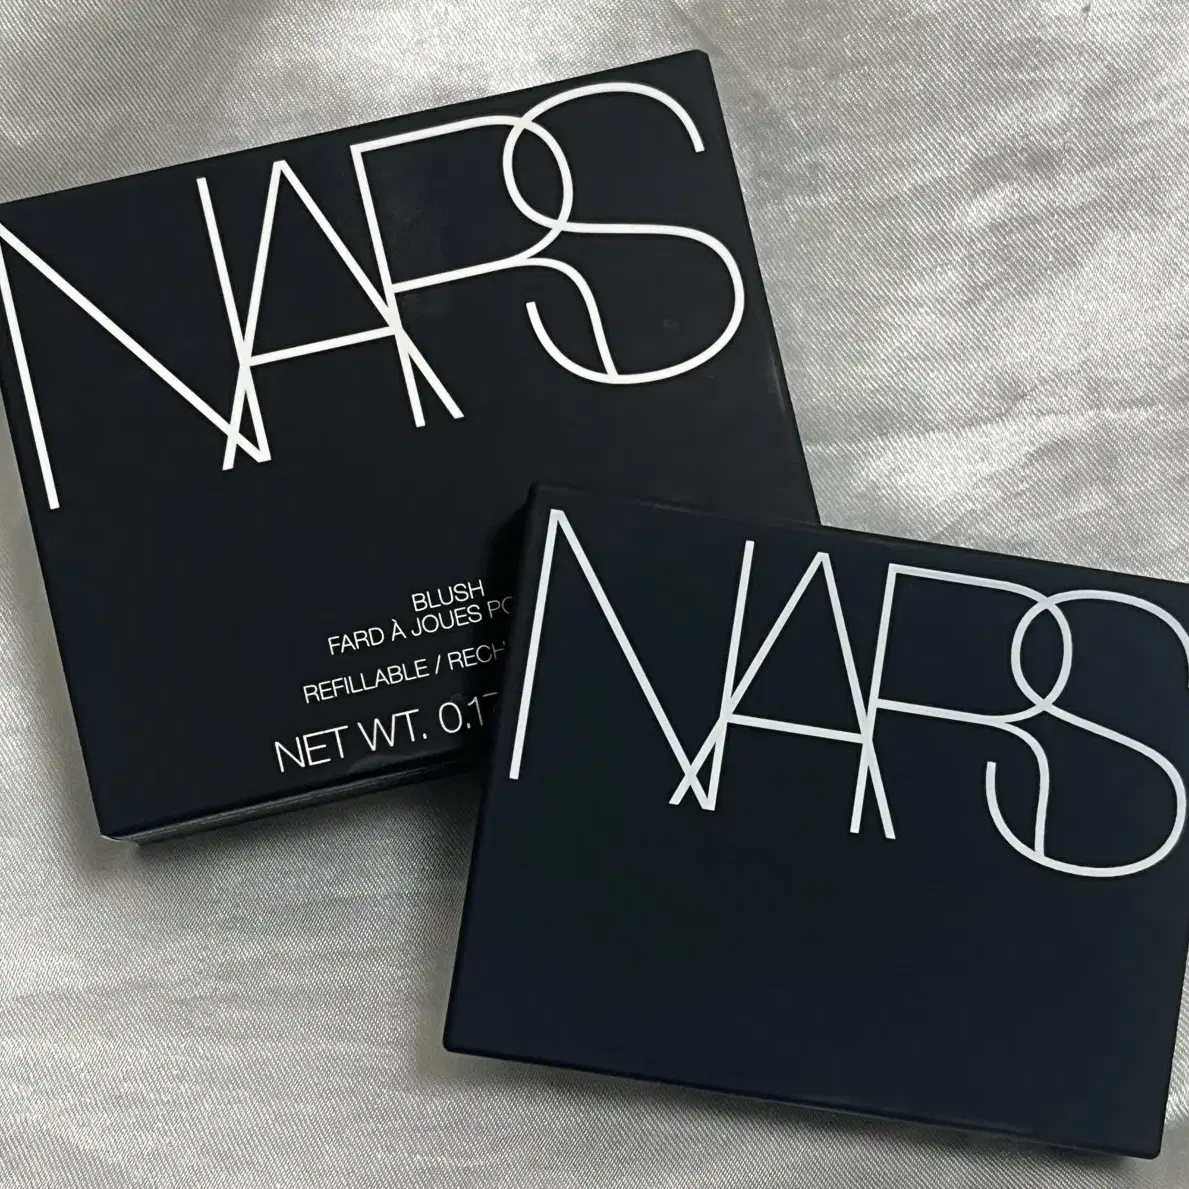 NARS
BLUSH
FARD À JOUES
REFILLABLE /
NET WT.
NARS